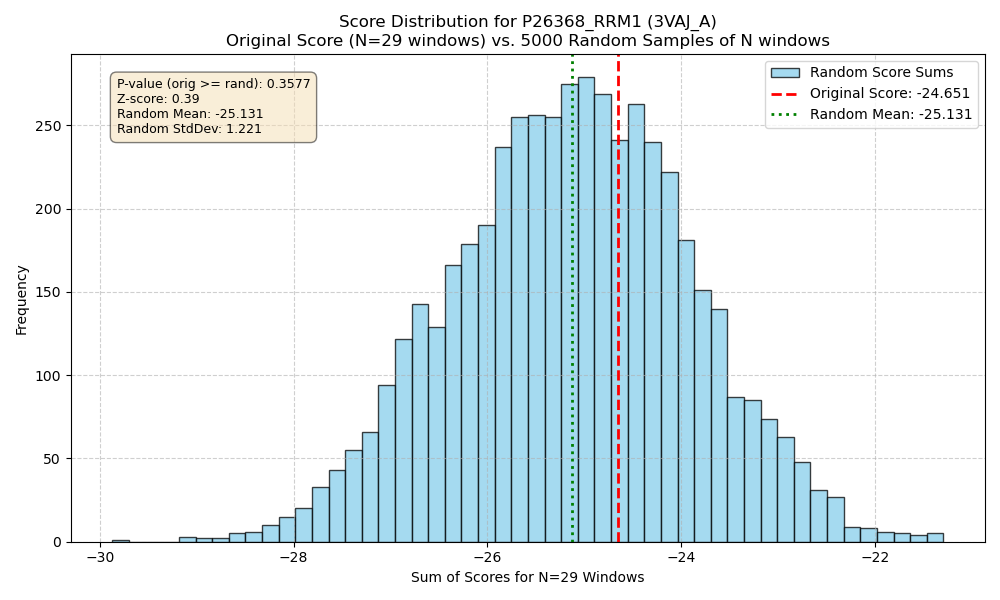 Score Distribution for P26368_RRM1 (3VAJ_A)
Original Score (N=29 windows) vs. 5000 Random Samples of N windows
P-value (orig >= rand): 0.3577
Z-score: 0.39
Random Mean: -25.131
Random StdDev: 1.221
Random Score Sums
Original Score: -24.651
Random Mean: -25.131
Frequency
250
200
150
100
50
0
−30
−28
−26
−24
−22
Sum of Scores for N=29 Windows